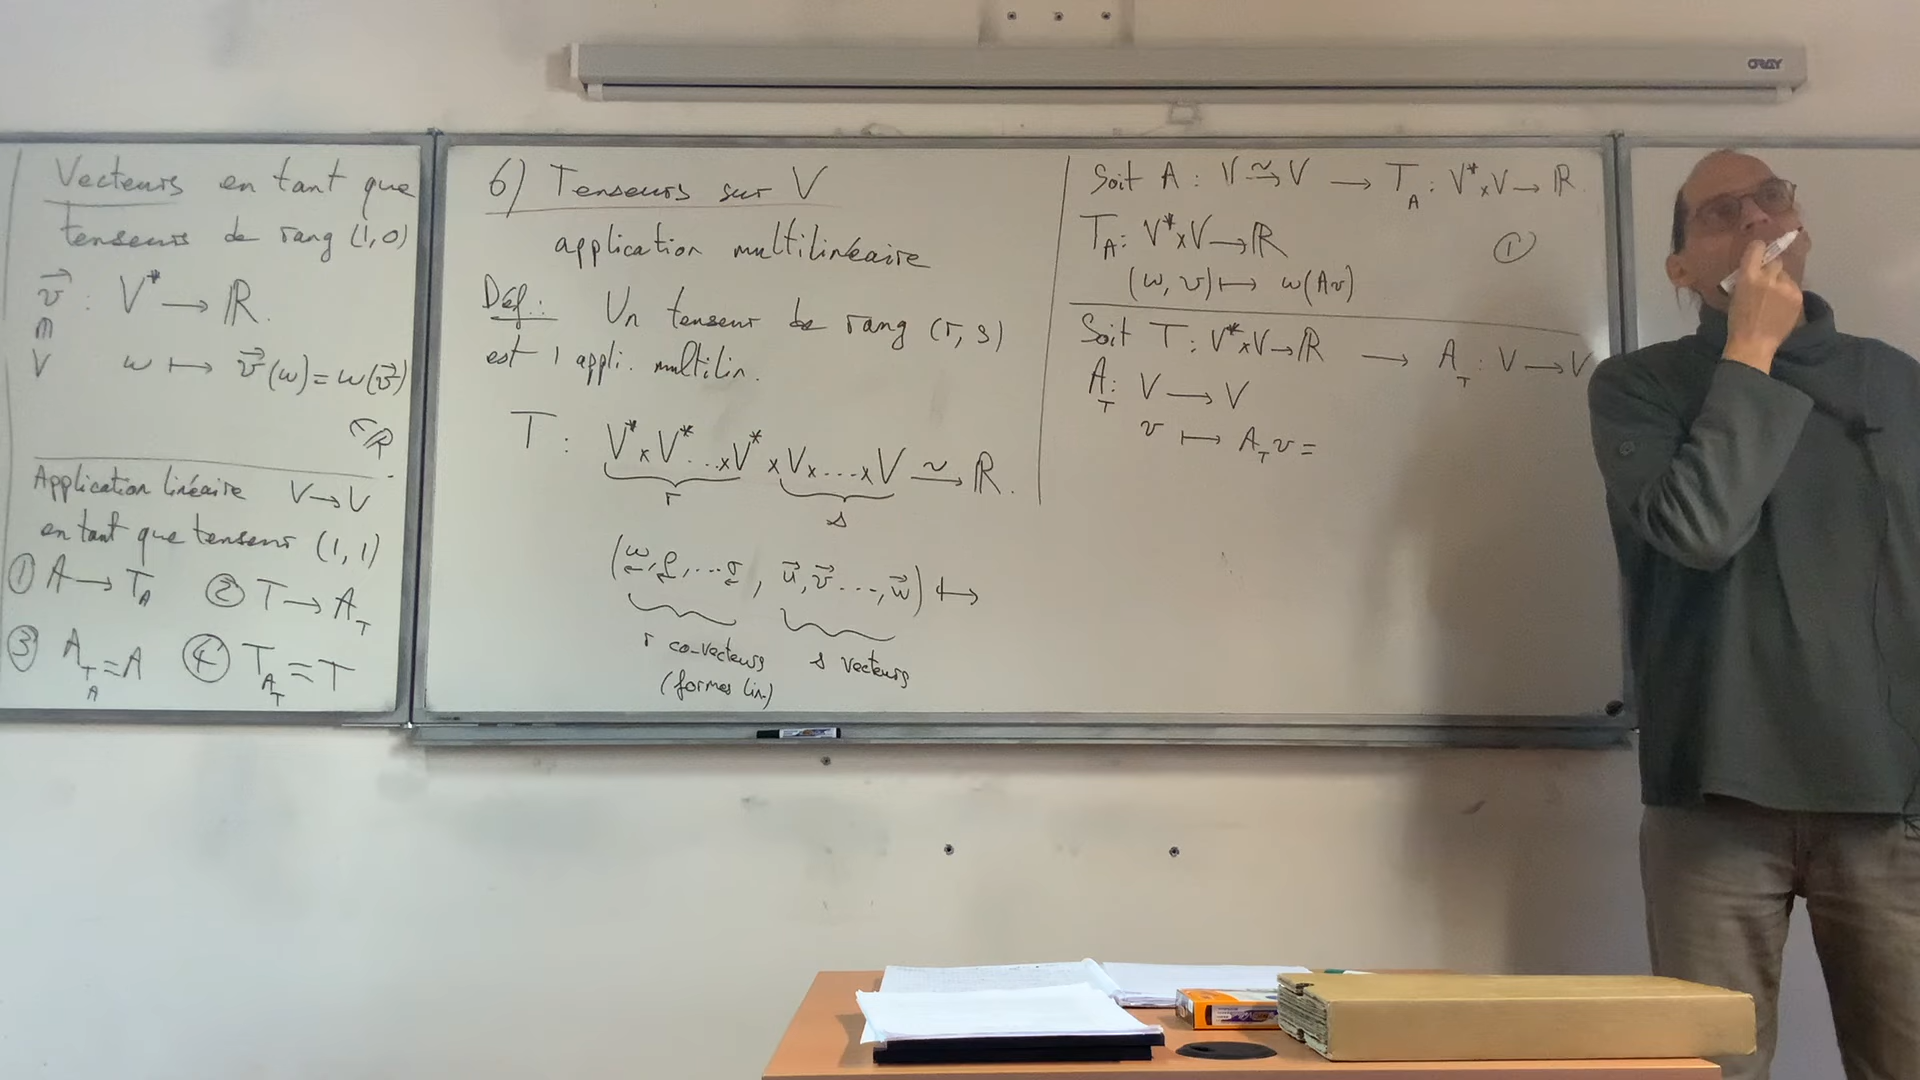 Vecteurs en tant que
tenseurs de rang (1,0)
v⃗ : V* → ℝ.
∈
V ω ↦ v⃗(ω) = ω(v⃗)
∈ ℝ
Application linéaire V → V
en tant que tenseur (1,1)
① A → T_A ② T → A_T
③ A_{T_A} = A ④ T_{A_T} = T
6) Tenseurs sur V
application multilinéaire
Déf.: Un tenseur de rang (r, s)
est 1 appli. multilin.
T : V* × V* ... × V* × V × ... × V ⥲ ℝ.
r s
(ω, ρ, ... σ, u⃗, v⃗ ..., w⃗) ↦
r co-vecteurs s vecteurs
(formes lin.)
Soit A : V ⥲ V → T_A : V* × V → ℝ.
T_A : V* × V → ℝ ①
(ω, v) ↦ ω(Av)
Soit T : V* × V → ℝ → A_T : V → V
A_T : V → V
v ↦ A_T v =
ORAY